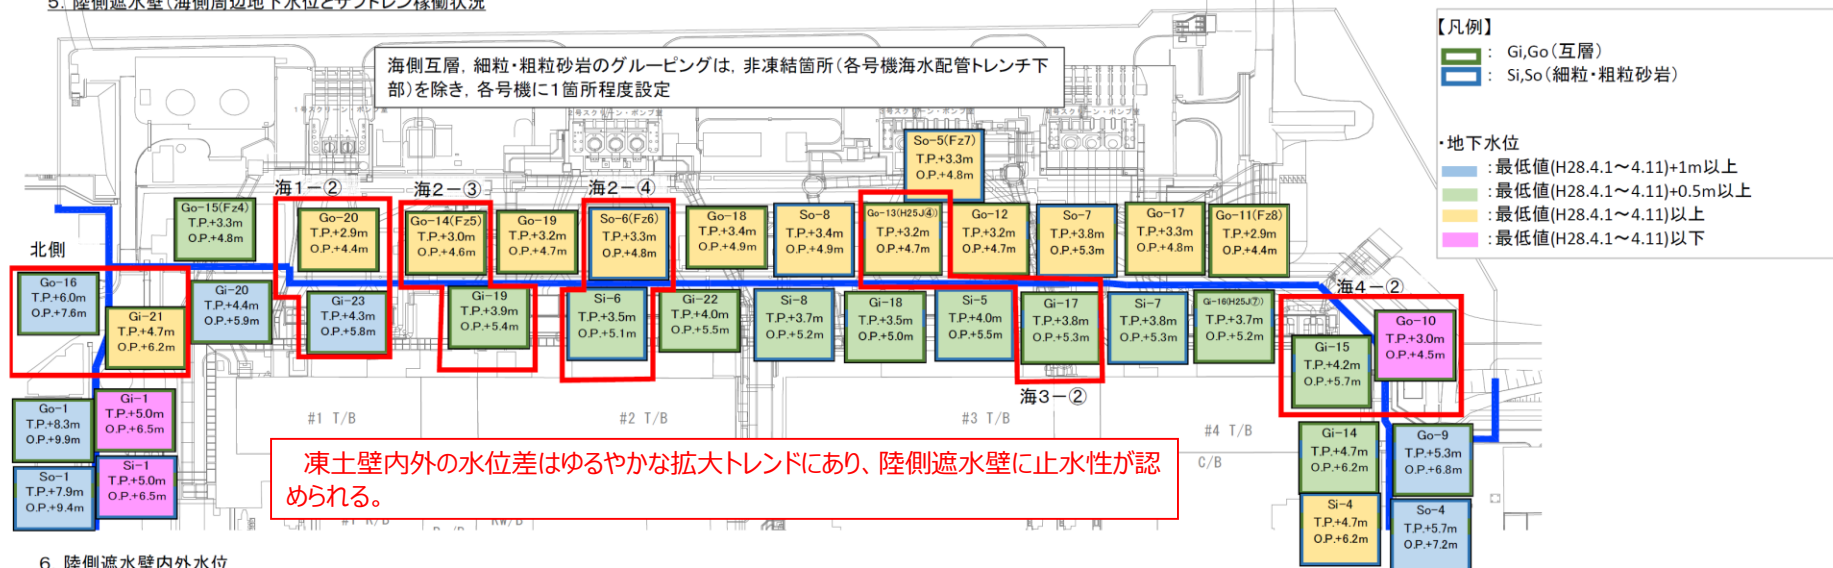 5. 陸側遮水壁(海側周辺地下水位とサブドレン稼働状況
海側互層, 細粒・粗粒砂岩のグルーピングは, 非凍結箇所(各号機海水配管トレンチ下
部)を除き, 各号機に1箇所程度設定
【凡例】
: Gi,Go(互層)
: Si,So(細粒・粗粒砂岩)
・地下水位
:最低値(H28.4.1～4.11)+1m以上
:最低値(H28.4.1～4.11)+0.5m以上
:最低値(H28.4.1～4.11)以上
:最低値(H28.4.1～4.11)以下
So-5(Fz7)
T.P.+3.3m
O.P.+4.8m
海1-②
海2-③
海2-④
北側
Go-15(Fz4)
T.P.+3.3m
O.P.+4.8m
Go-20
T.P.+2.9m
O.P.+4.4m
Go-14(Fz5)
T.P.+3.0m
O.P.+4.6m
Go-19
T.P.+3.2m
O.P.+4.7m
So-6(Fz6)
T.P.+3.3m
O.P.+4.8m
Go-18
T.P.+3.4m
O.P.+4.9m
So-8
T.P.+3.4m
O.P.+4.9m
Go-13(H25J④)
T.P.+3.2m
O.P.+4.7m
Go-12
T.P.+3.2m
O.P.+4.7m
So-7
T.P.+3.8m
O.P.+5.3m
Go-17
T.P.+3.3m
O.P.+4.8m
Go-11(Fz8)
T.P.+2.9m
O.P.+4.4m
Go-16
T.P.+6.0m
O.P.+7.6m
Gi-21
T.P.+4.7m
O.P.+6.2m
Gi-20
T.P.+4.4m
O.P.+5.9m
Gi-23
T.P.+4.3m
O.P.+5.8m
Gi-19
T.P.+3.9m
O.P.+5.4m
Si-6
T.P.+3.5m
O.P.+5.1m
Gi-22
T.P.+4.0m
O.P.+5.5m
Si-8
T.P.+3.7m
O.P.+5.2m
Gi-18
T.P.+3.5m
O.P.+5.0m
Si-5
T.P.+4.0m
O.P.+5.5m
Gi-17
T.P.+3.8m
O.P.+5.3m
Si-7
T.P.+3.8m
O.P.+5.3m
Gi-16(H25J⑦)
T.P.+3.7m
O.P.+5.2m
海4-②
Gi-15
T.P.+4.2m
O.P.+5.7m
Go-10
T.P.+3.0m
O.P.+4.5m
海3-②
Go-1
T.P.+8.3m
O.P.+9.9m
Gi-1
T.P.+5.0m
O.P.+6.5m
So-1
T.P.+7.9m
O.P.+9.4m
Si-1
T.P.+5.0m
O.P.+6.5m
#1 T/B
#2 T/B
#3 T/B
#4 T/B
C/B
Gi-14
T.P.+4.7m
O.P.+6.2m
Go-9
T.P.+5.3m
O.P.+6.8m
Si-4
T.P.+4.7m
O.P.+6.2m
So-4
T.P.+5.7m
O.P.+7.2m
凍土壁内外の水位差はゆるやかな拡大トレンドにあり、陸側遮水壁に止水性が認
められる。
6. 陸側遮水壁内外水位